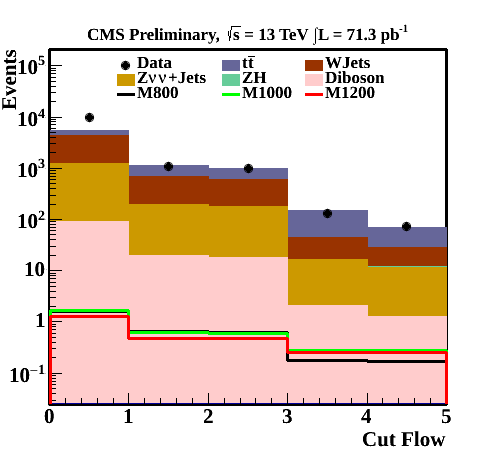 CMS Preliminary, √s = 13 TeV ∫L = 71.3 pb⁻¹
Events
Data tt̅ WJets
Zνν+Jets ZH Diboson
M800 M1000 M1200
10⁵
10⁴
10³
10²
10
1
10⁻¹
0 1 2 3 4 5
Cut Flow